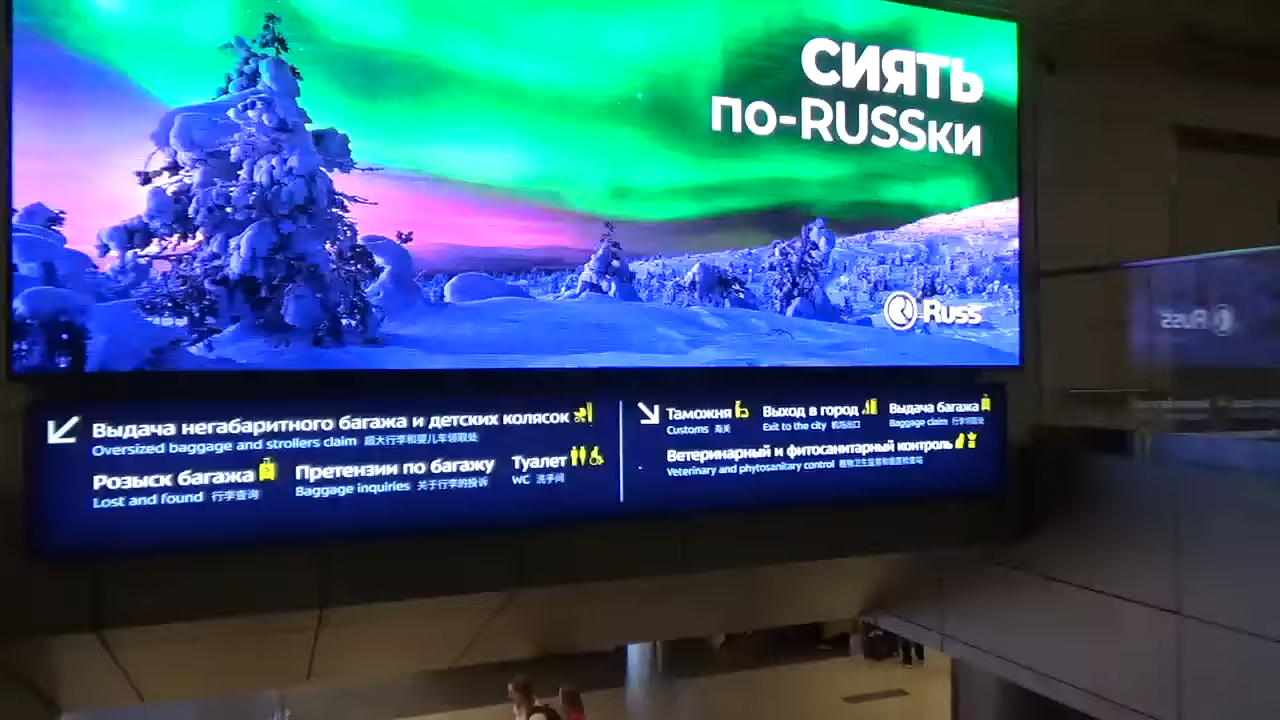 СИЯТЬ
по-RUSSки
Russ
Выдача негабаритного багажа и детских колясок
Oversized baggage and strollers claim 超大行李和婴儿车领取处
Розыск багажа Претензии по багажу Туалет
Lost and found 行李查询 Baggage inquiries 关于行李的投诉 WC 洗手间
Таможня Выход в город Выдача багажа
Customs 海关 Exit to the city 机场出口 Baggage claim 行李领取处
Ветеринарный и фитосанитарный контроль
Veterinary and phytosanitary control